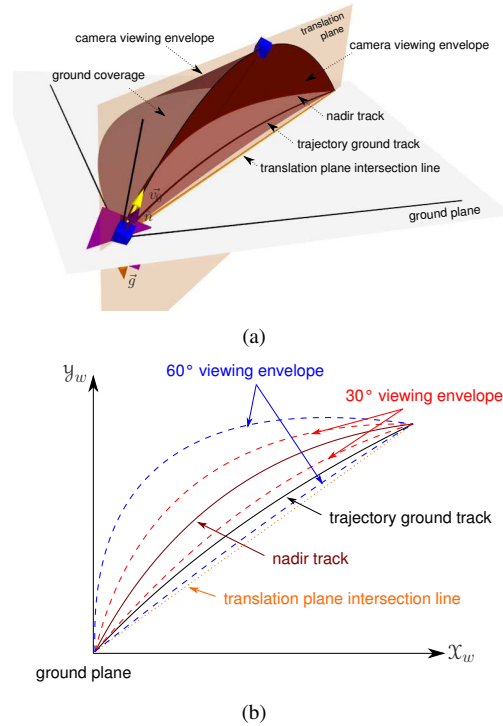 translation
plane
camera viewing envelope
camera viewing envelope
ground coverage
nadir track
trajectory ground track
translation plane intersection line
ground plane
n
g
(a)
y_w
60° viewing envelope
30° viewing envelope
trajectory ground track
nadir track
translation plane intersection line
ground plane
x_w
(b)